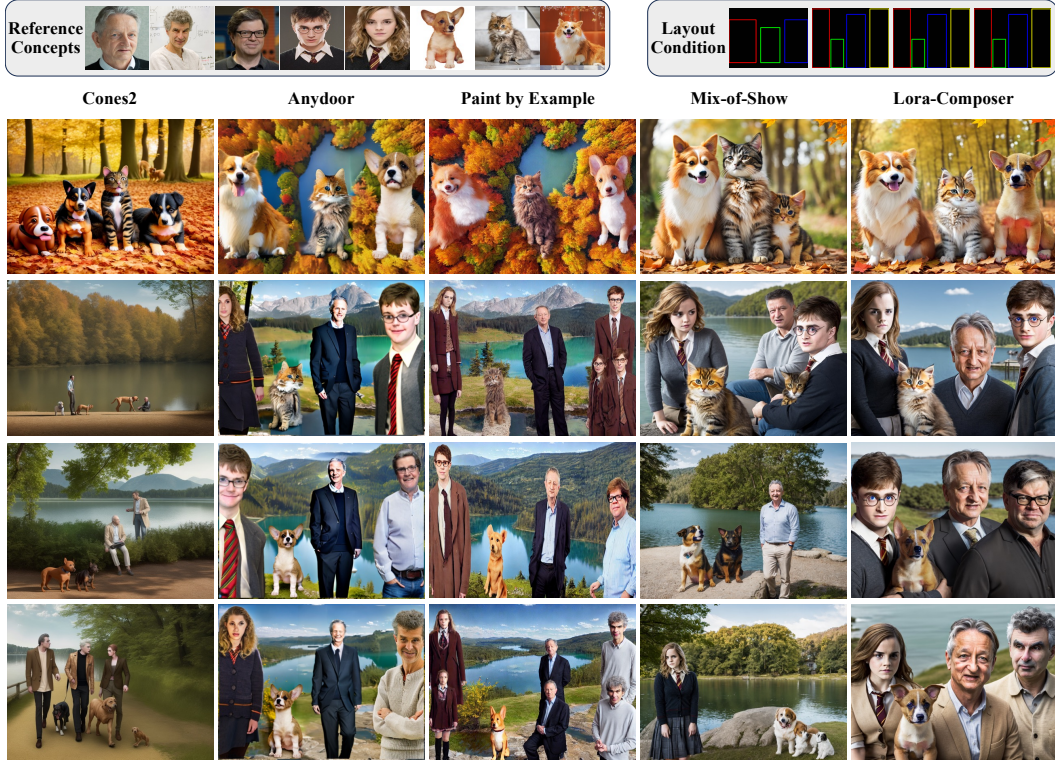 Reference
Concepts
Layout
Condition
Cones2
Anydoor
Paint by Example
Mix-of-Show
Lora-Composer